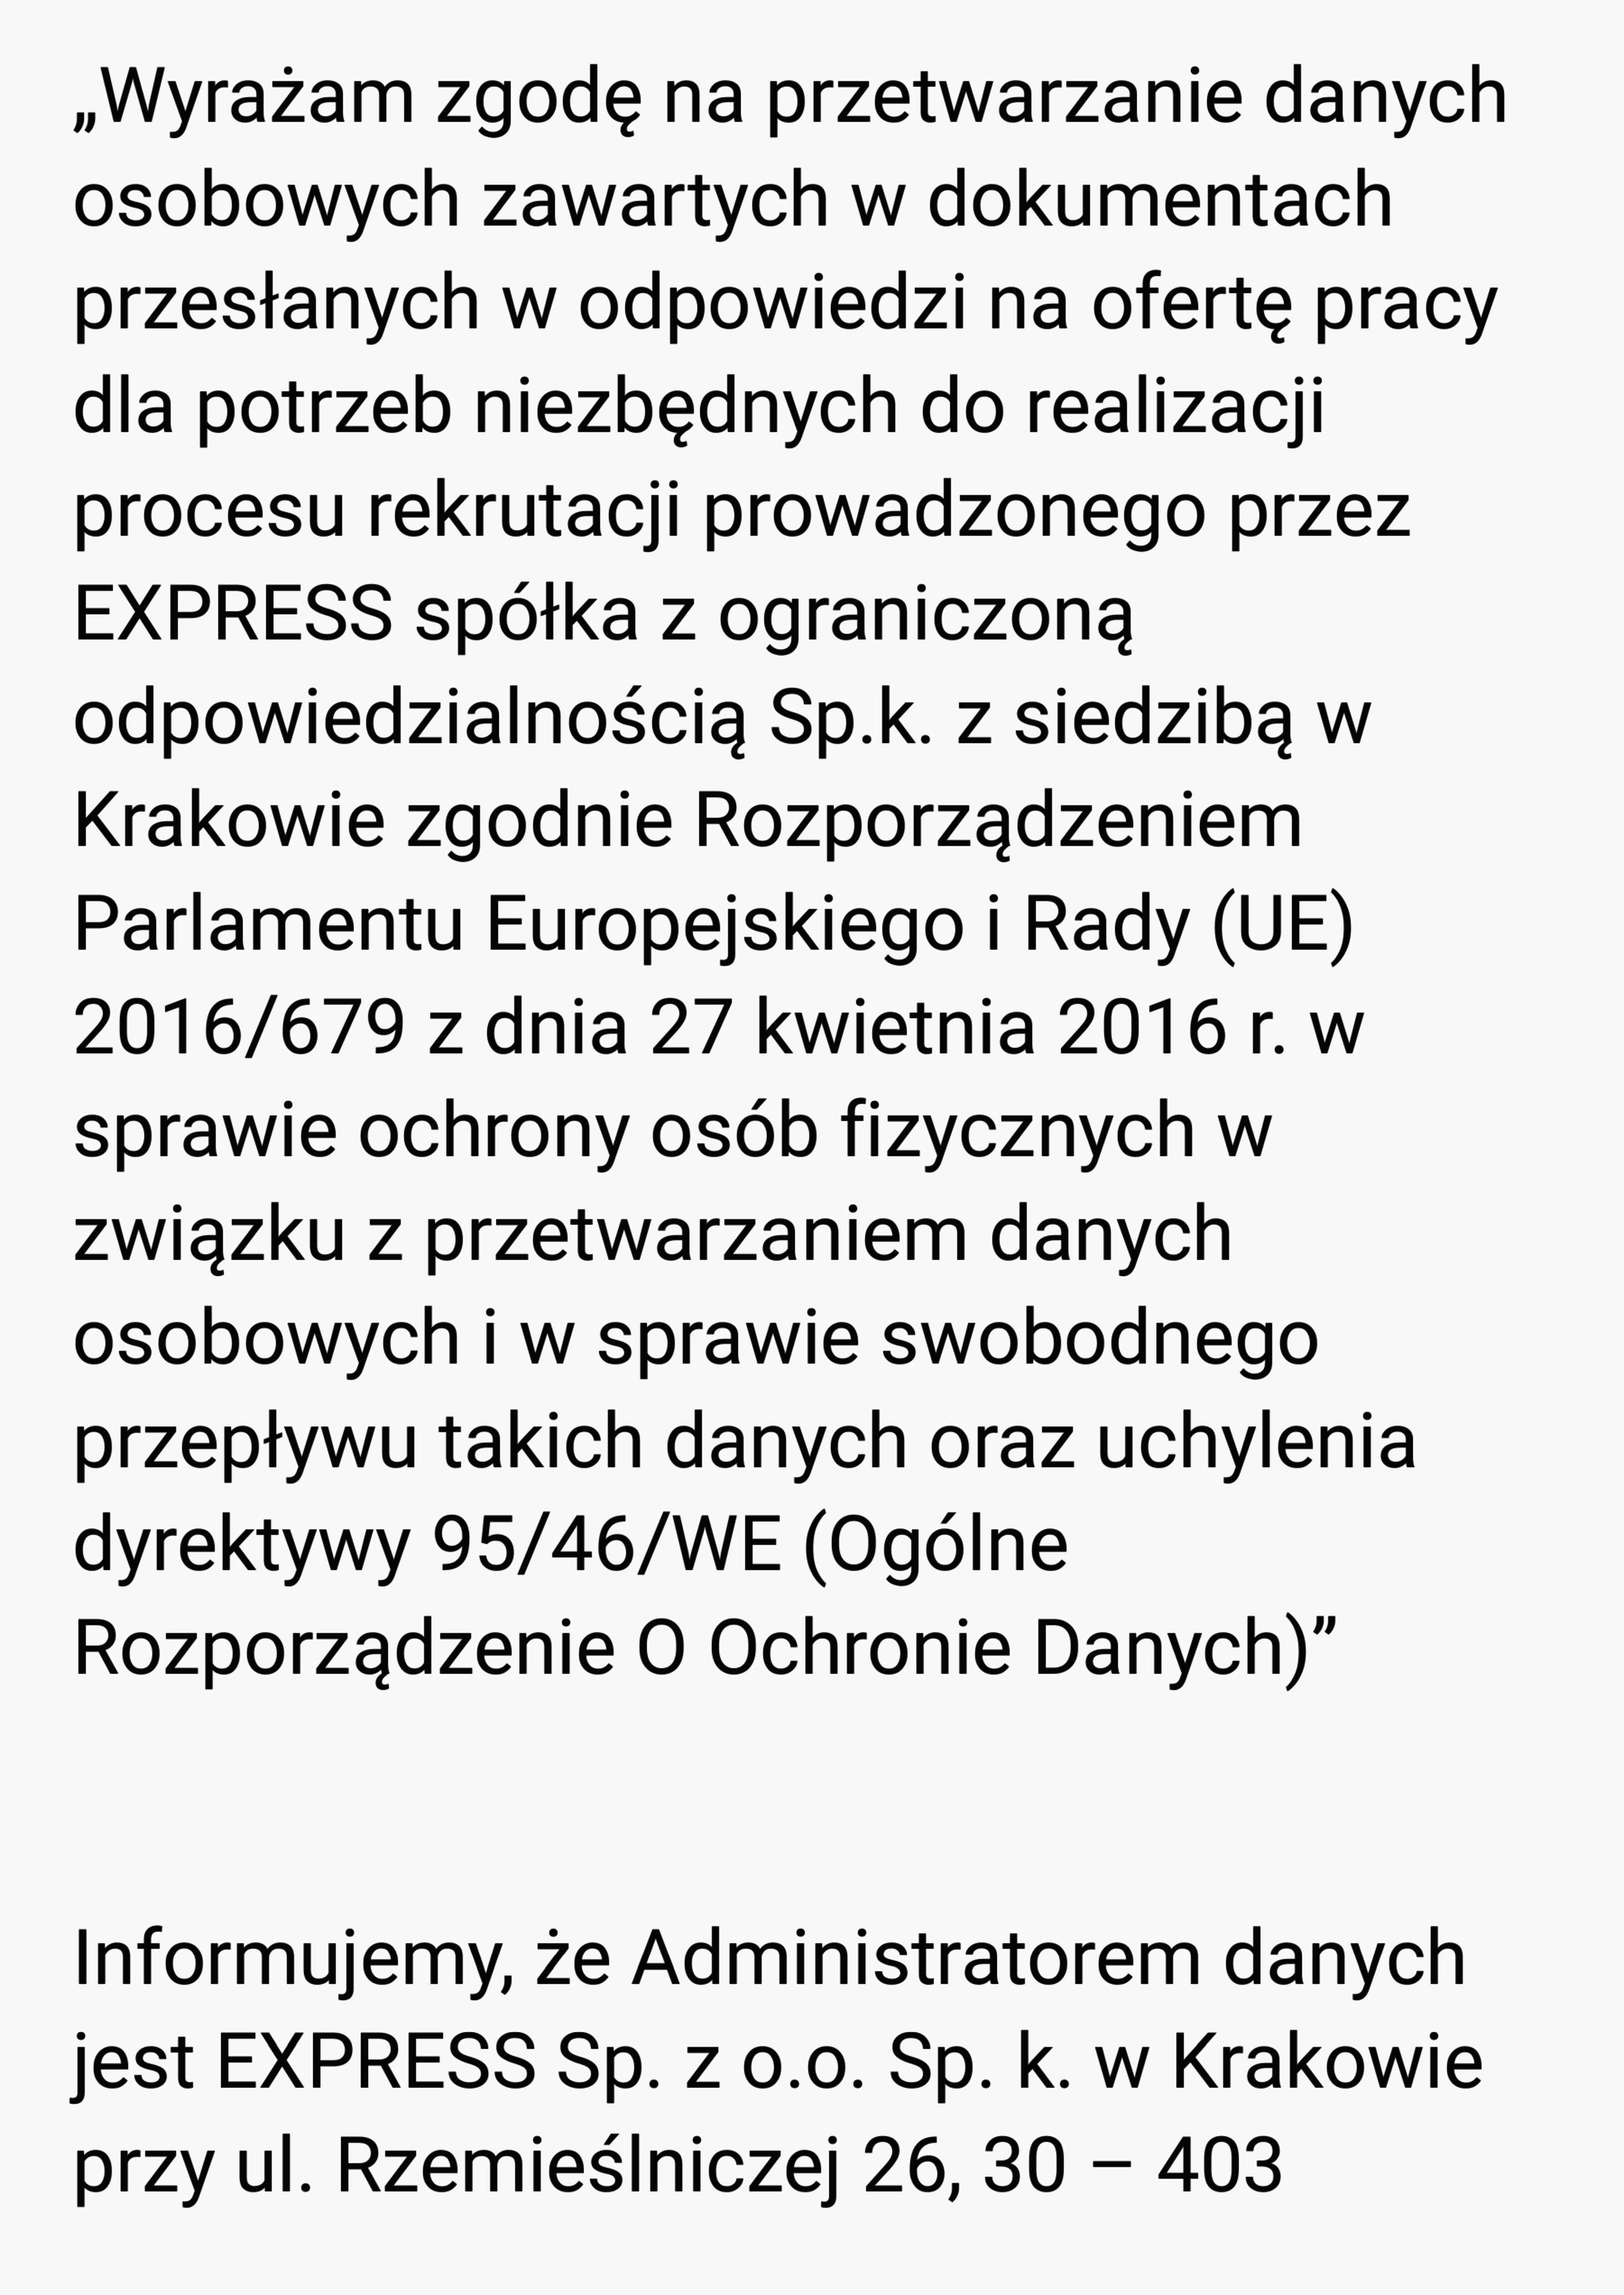 „Wyrażam zgodę na przetwarzanie danych
osobowych zawartych w dokumentach
przesłanych w odpowiedzi na ofertę pracy
dla potrzeb niezbędnych do realizacji
procesu rekrutacji prowadzonego przez
EXPRESS spółka z ograniczoną
odpowiedzialnością Sp.k. z siedzibą w
Krakowie zgodnie Rozporządzeniem
Parlamentu Europejskiego i Rady (UE)
2016/679 z dnia 27 kwietnia 2016 r. w
sprawie ochrony osób fizycznych w
związku z przetwarzaniem danych
osobowych i w sprawie swobodnego
przepływu takich danych oraz uchylenia
dyrektywy 95/46/WE (Ogólne
Rozporządzenie O Ochronie Danych)”
Informujemy, że Administratorem danych
jest EXPRESS Sp. z o.o. Sp. k. w Krakowie
przy ul. Rzemieślniczej 26, 30 – 403